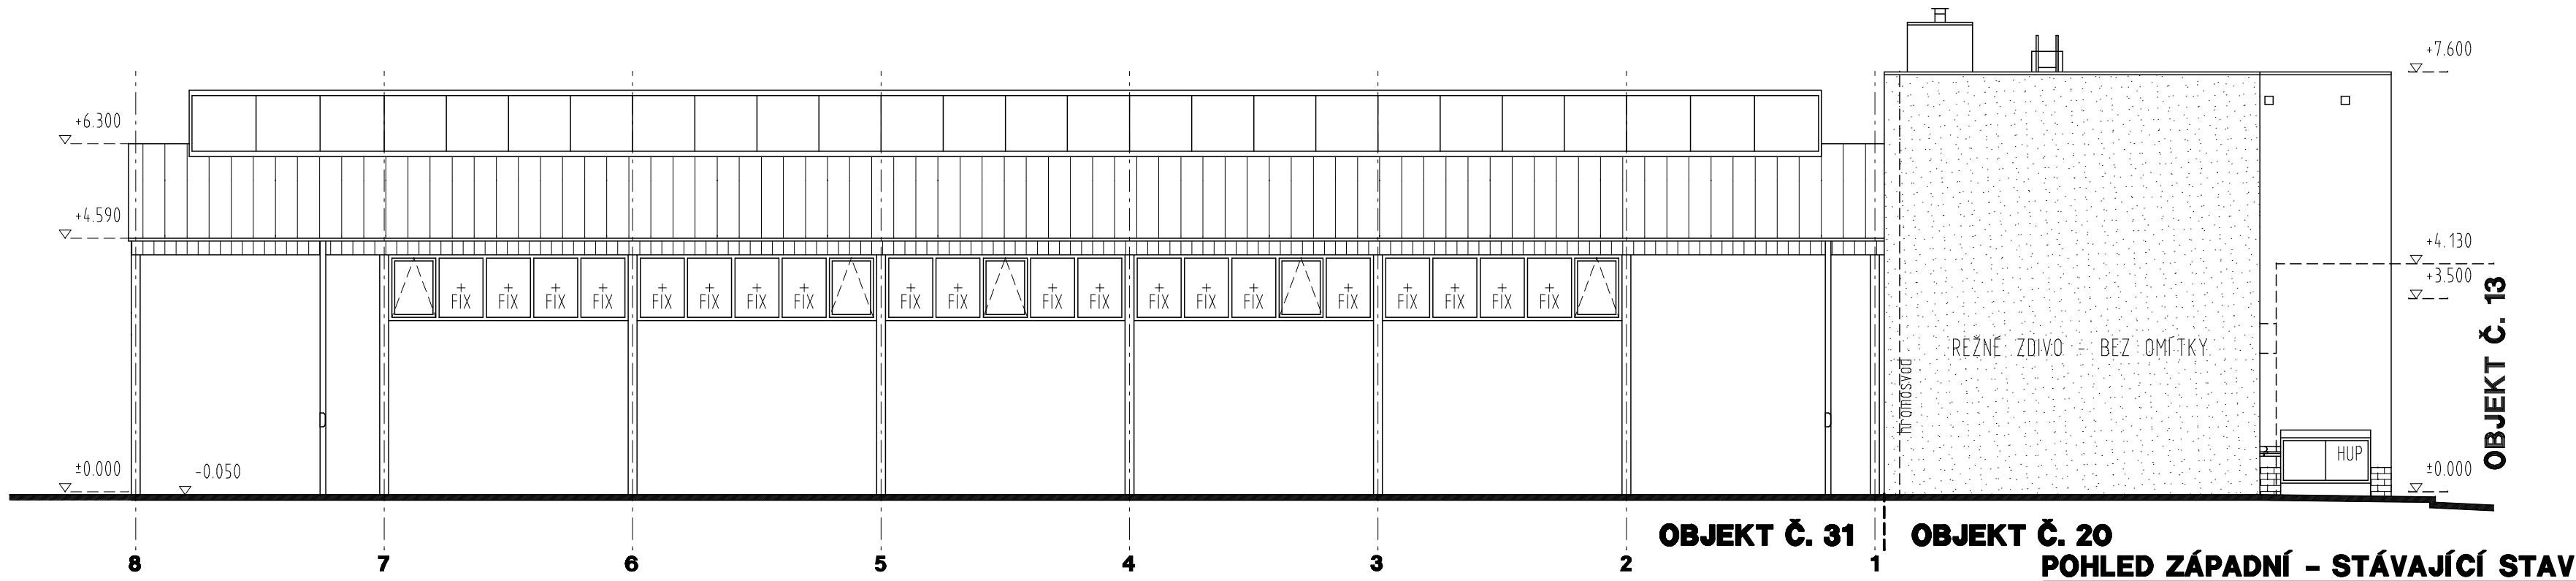 +7.600
+6.300
+4.590
+4.130
+3.500
FIX FIX FIX FIX FIX FIX FIX FIX FIX FIX FIX FIX FIX FIX FIX FIX FIX FIX FIX FIX
REŽNÉ ZDIVO - BEZ OMÍTKY
hromosvod
OBJEKT Č. 13
HUP
±0.000
-0.050
±0.000
OBJEKT Č. 31
OBJEKT Č. 20
8 7 6 5 4 3 2 1
POHLED ZÁPADNÍ – STÁVAJÍCÍ STAV